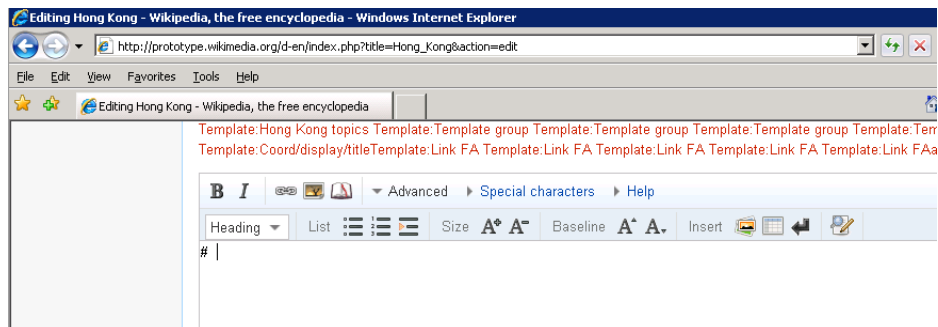 Editing Hong Kong - Wikipedia, the free encyclopedia - Windows Internet Explorer
http://prototype.wikimedia.org/d-en/index.php?title=Hong_Kong&action=edit
File Edit View Favorites Tools Help
Editing Hong Kong - Wikipedia, the free encyclopedia
Template:Hong Kong topics Template:Template group Template:Template group Template:Template group Template:Tem
Template:Coord/display/titleTemplate:Link FA Template:Link FA Template:Link FA Template:Link FA Template:Link FAa
B I Advanced Special characters Help
Heading List Size A A Baseline A A Insert
#